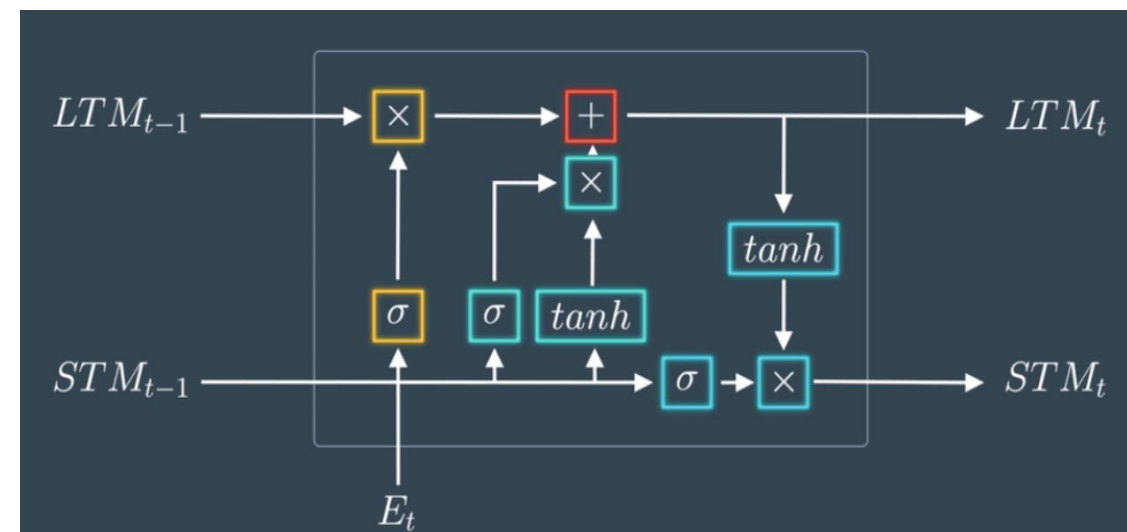 LTM_{t-1} × + LTM_t
×
tanh
σ σ tanh
STM_{t-1} σ × STM_t
E_t